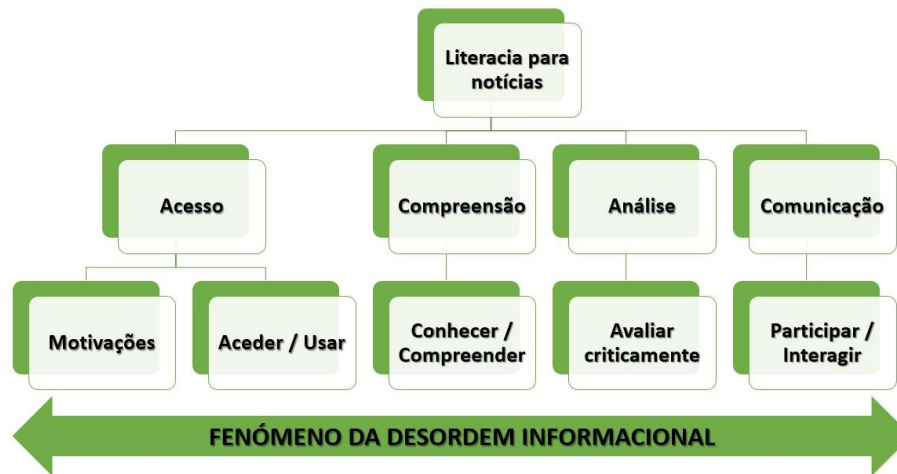 Literacia para
notícias
Acesso
Compreensão
Análise
Comunicação
Motivações
Aceder / Usar
Conhecer /
Compreender
Avaliar
criticamente
Participar /
Interagir
FENÓMENO DA DESORDEM INFORMACIONAL